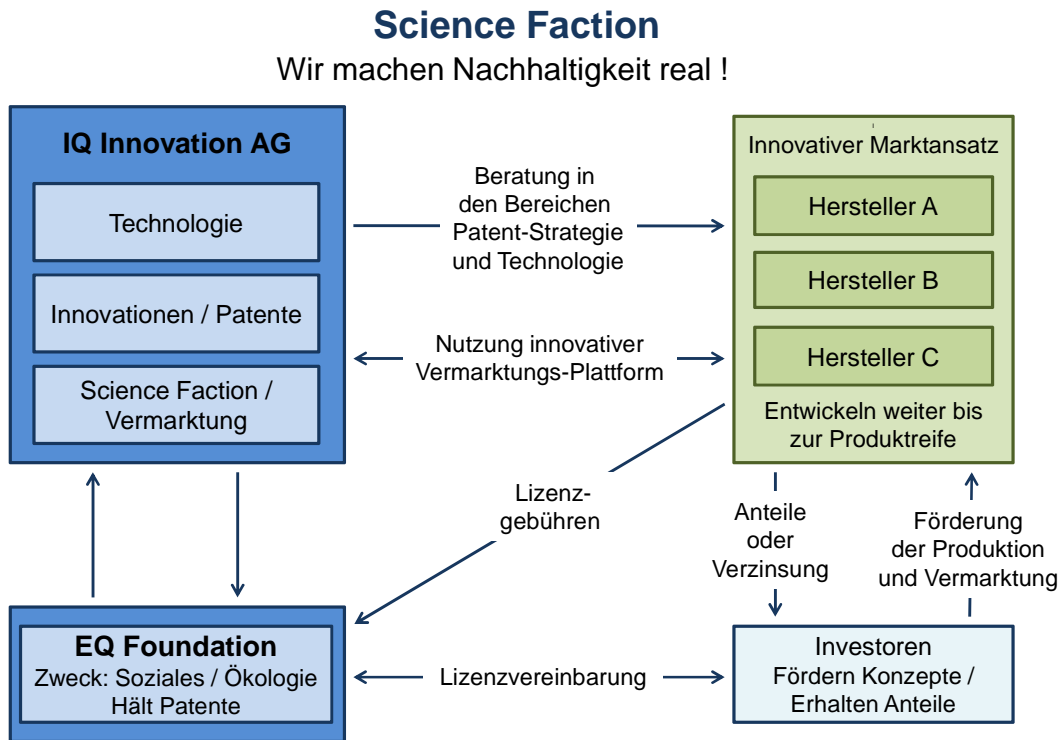 Science Faction
Wir machen Nachhaltigkeit real !
IQ Innovation AG
Technologie
Innovationen / Patente
Science Faction /
Vermarktung
Beratung in
den Bereichen
Patent-Strategie
und Technologie
Nutzung innovativer
Vermarktungs-Plattform
Innovativer Marktansatz
Hersteller A
Hersteller B
Hersteller C
Entwickeln weiter bis
zur Produktreife
Lizenz-
gebühren
Anteile
oder
Verzinsung
Förderung
der Produktion
und Vermarktung
EQ Foundation
Zweck: Soziales / Ökologie
Hält Patente
Lizenzvereinbarung
Investoren
Fördern Konzepte /
Erhalten Anteile